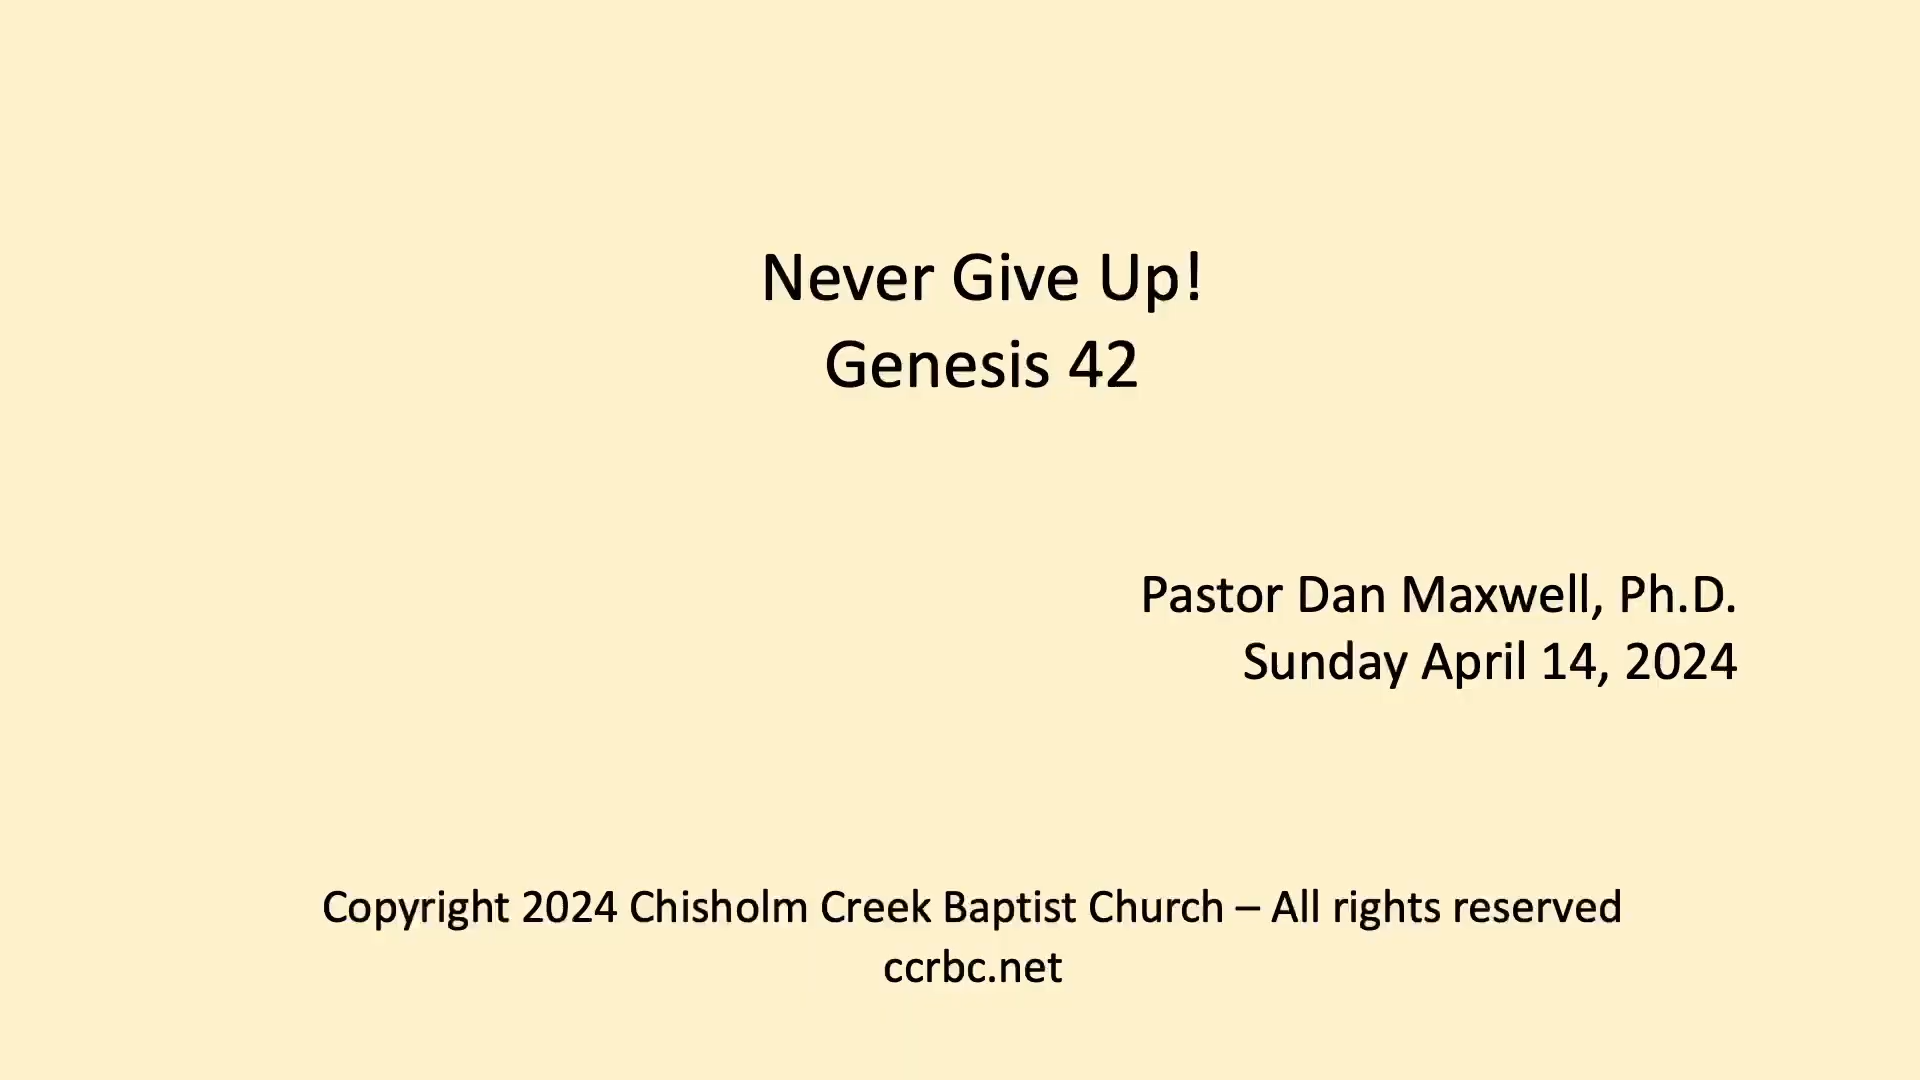 Never Give Up!
Genesis 42
Pastor Dan Maxwell, Ph.D.
Sunday April 14, 2024
Copyright 2024 Chisholm Creek Baptist Church – All rights reserved
ccrbc.net